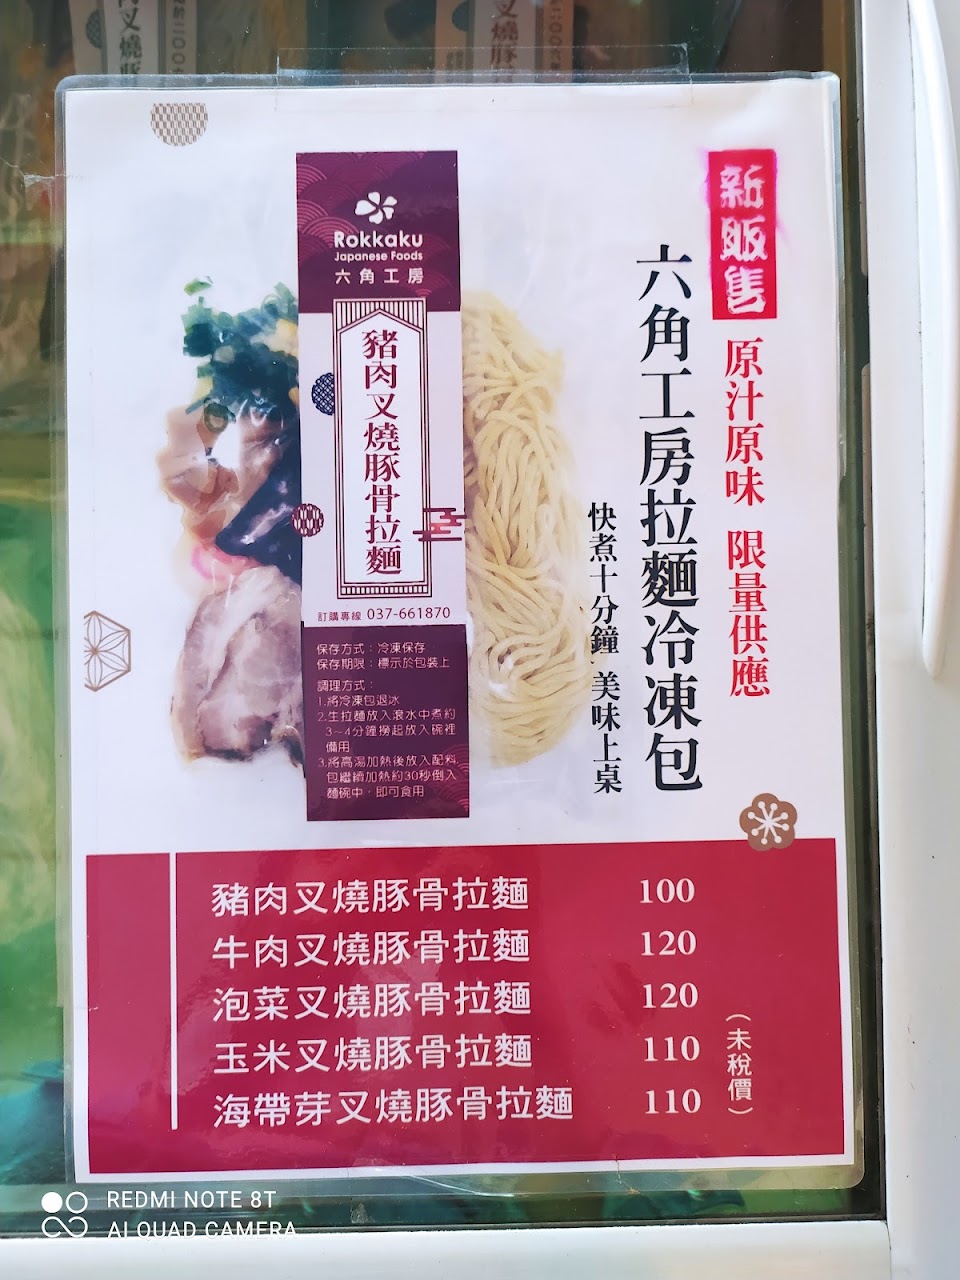 新販售
原汁原味 限量供應
六角工房拉麵冷凍包
快煮十分鐘，美味上桌
Rokkaku
Japanese Foods
六角工房
豬肉叉燒豚骨拉麵
訂購專線 037-661870
保存方式：冷凍保存
保存期限：標示於包裝上
調理方式：
1.將冷凍包退冰
2.生拉麵放入滾水中煮約
3～4分鐘撈起放入碗裡
備用
3.將高湯加熱後放入配料
包繼續加熱約30秒倒入
麵碗中，即可食用
豬肉叉燒豚骨拉麵 100
牛肉叉燒豚骨拉麵 120
泡菜叉燒豚骨拉麵 120
玉米叉燒豚骨拉麵 110
海帶芽叉燒豚骨拉麵 110
（未稅價）
REDMI NOTE 8T
AI QUAD CAMERA